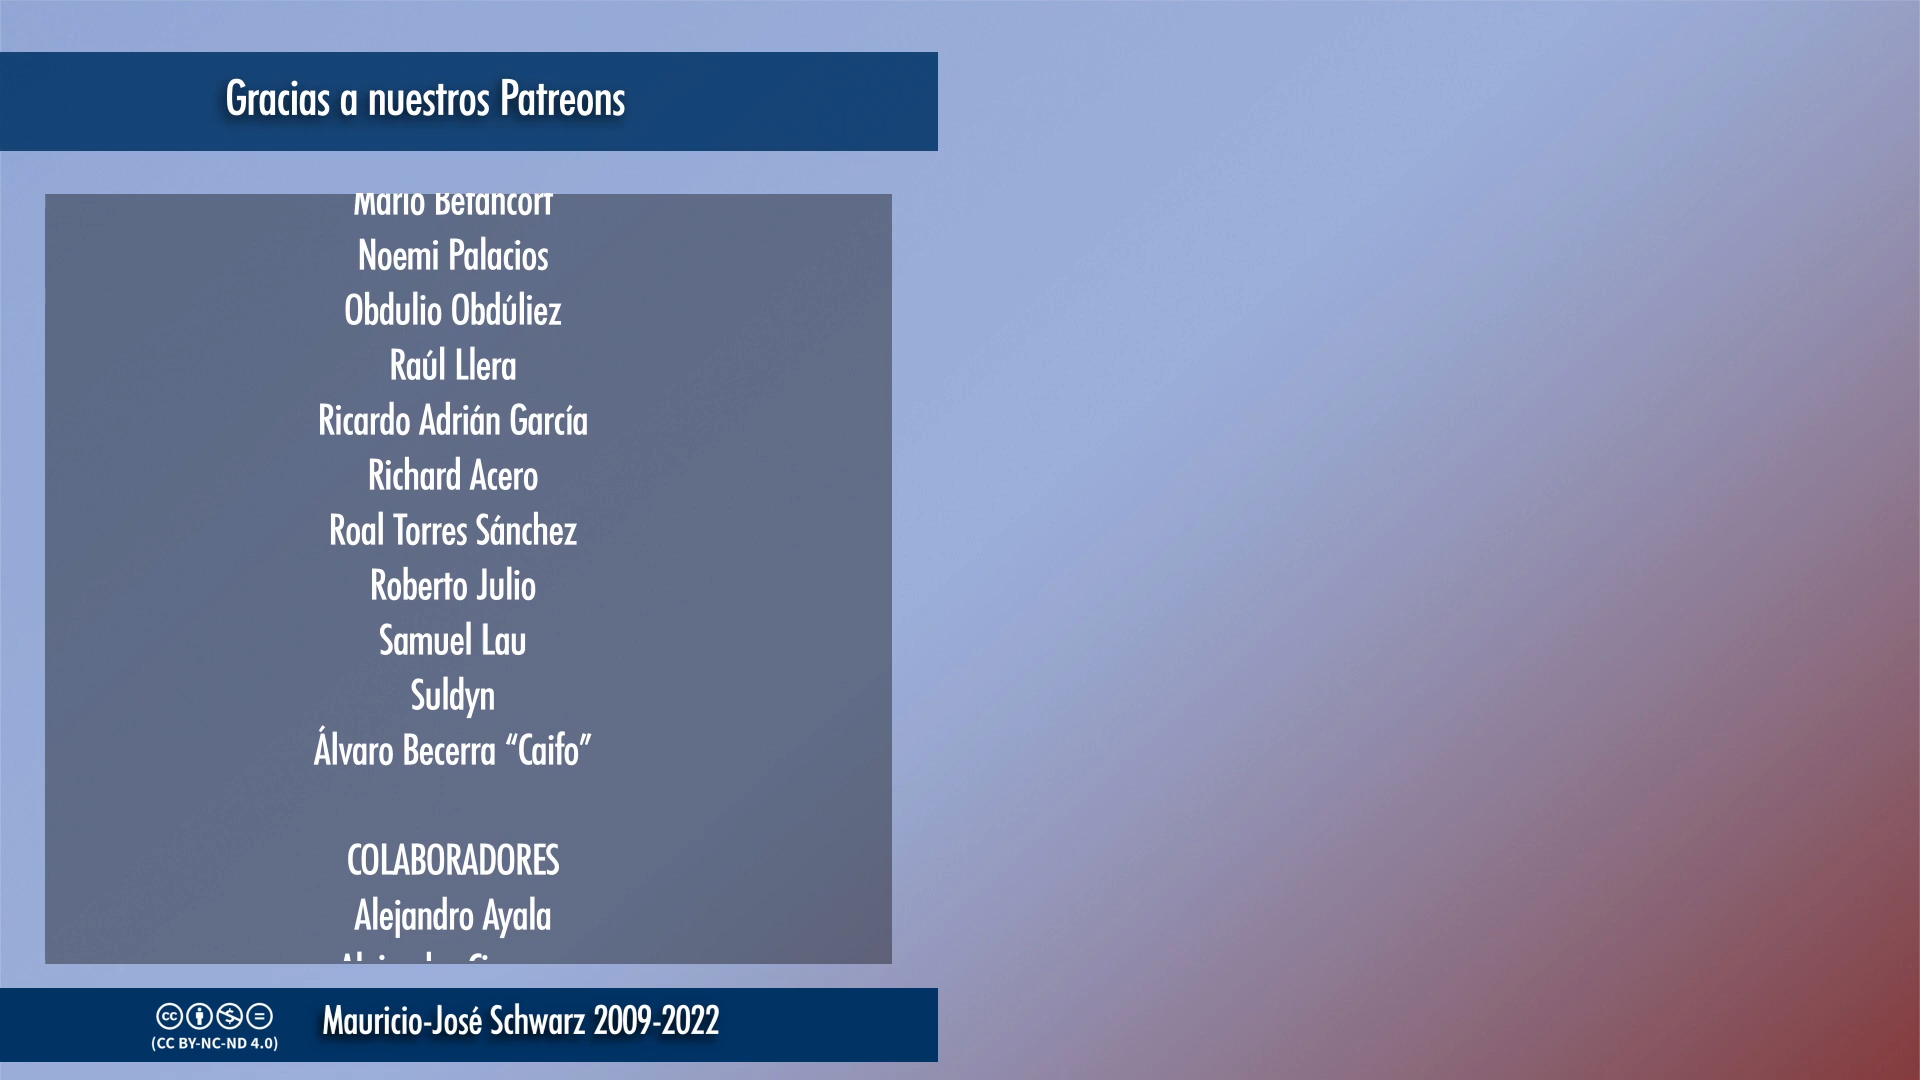 Gracias a nuestros Patreons
Mario Betancort
Noemi Palacios
Obdulio Obdúliez
Raúl Llera
Ricardo Adrián García
Richard Acero
Roal Torres Sánchez
Roberto Julio
Samuel Lau
Suldyn
Álvaro Becerra “Caifo”
COLABORADORES
Alejandro Ayala
(CC BY-NC-ND 4.0)
Mauricio-José Schwarz 2009-2022